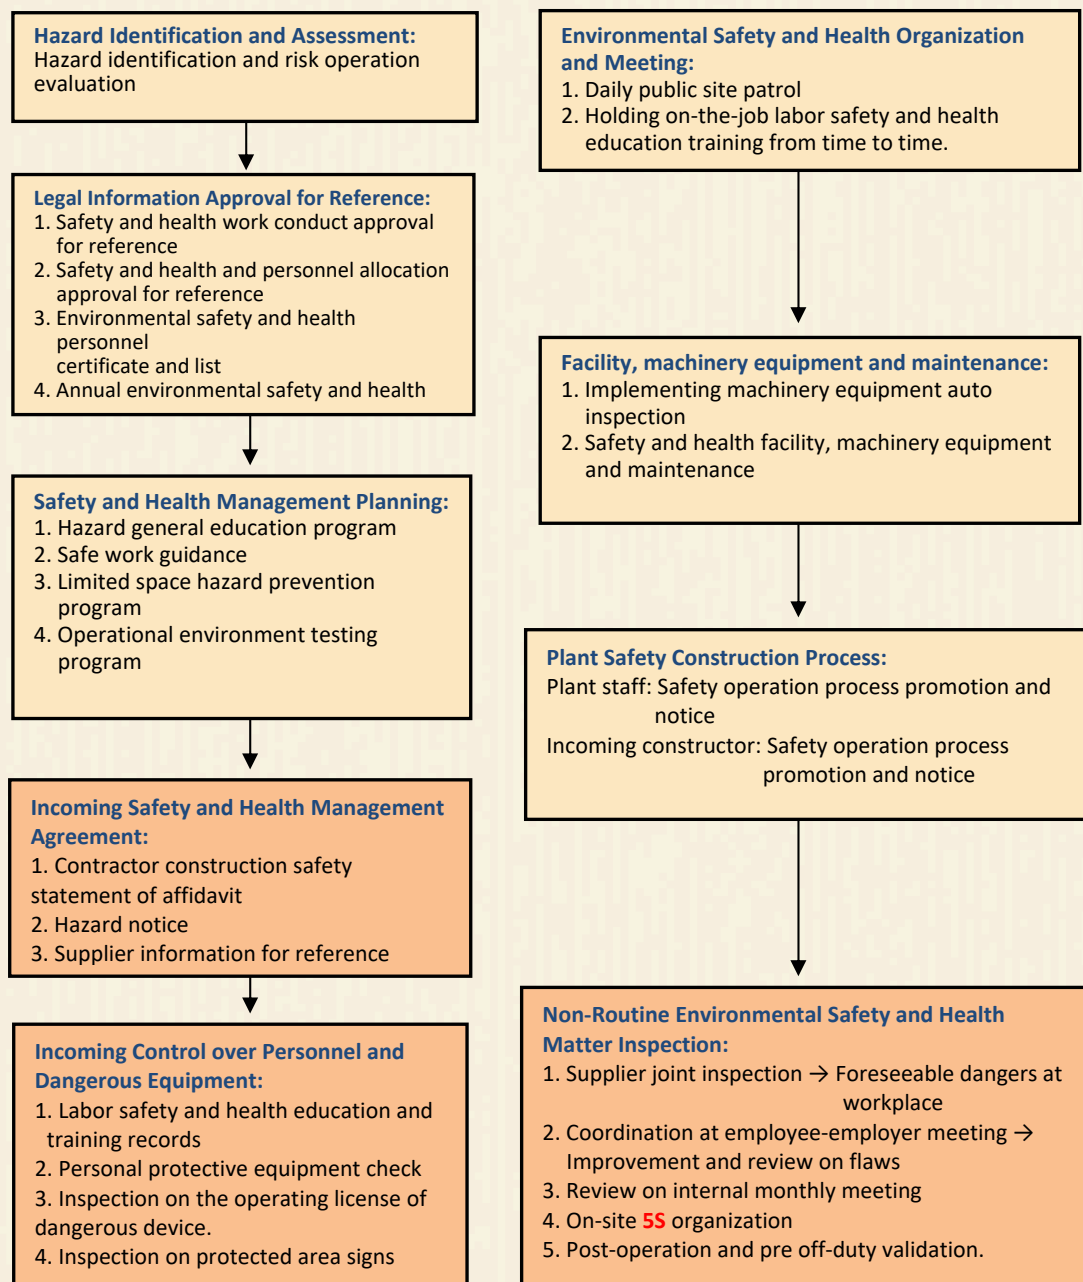 Hazard Identification and Assessment:
Hazard identification and risk operation
evaluation
Legal Information Approval for Reference:
1. Safety and health work conduct approval
for reference
2. Safety and health and personnel allocation
approval for reference
3. Environmental safety and health
personnel
certificate and list
4. Annual environmental safety and health
Safety and Health Management Planning:
1. Hazard general education program
2. Safe work guidance
3. Limited space hazard prevention
program
4. Operational environment testing
program
Incoming Safety and Health Management
Agreement:
1. Contractor construction safety
statement of affidavit
2. Hazard notice
3. Supplier information for reference
Incoming Control over Personnel and
Dangerous Equipment:
1. Labor safety and health education and
training records
2. Personal protective equipment check
3. Inspection on the operating license of
dangerous device.
4. Inspection on protected area signs
Environmental Safety and Health Organization
and Meeting:
1. Daily public site patrol
2. Holding on-the-job labor safety and health
education training from time to time.
Facility, machinery equipment and maintenance:
1. Implementing machinery equipment auto
inspection
2. Safety and health facility, machinery equipment
and maintenance
Plant Safety Construction Process:
Plant staff: Safety operation process promotion and
notice
Incoming constructor: Safety operation process
promotion and notice
Non-Routine Environmental Safety and Health
Matter Inspection:
1. Supplier joint inspection → Foreseeable dangers at
workplace
2. Coordination at employee-employer meeting →
Improvement and review on flaws
3. Review on internal monthly meeting
4. On-site 5S organization
5. Post-operation and pre off-duty validation.